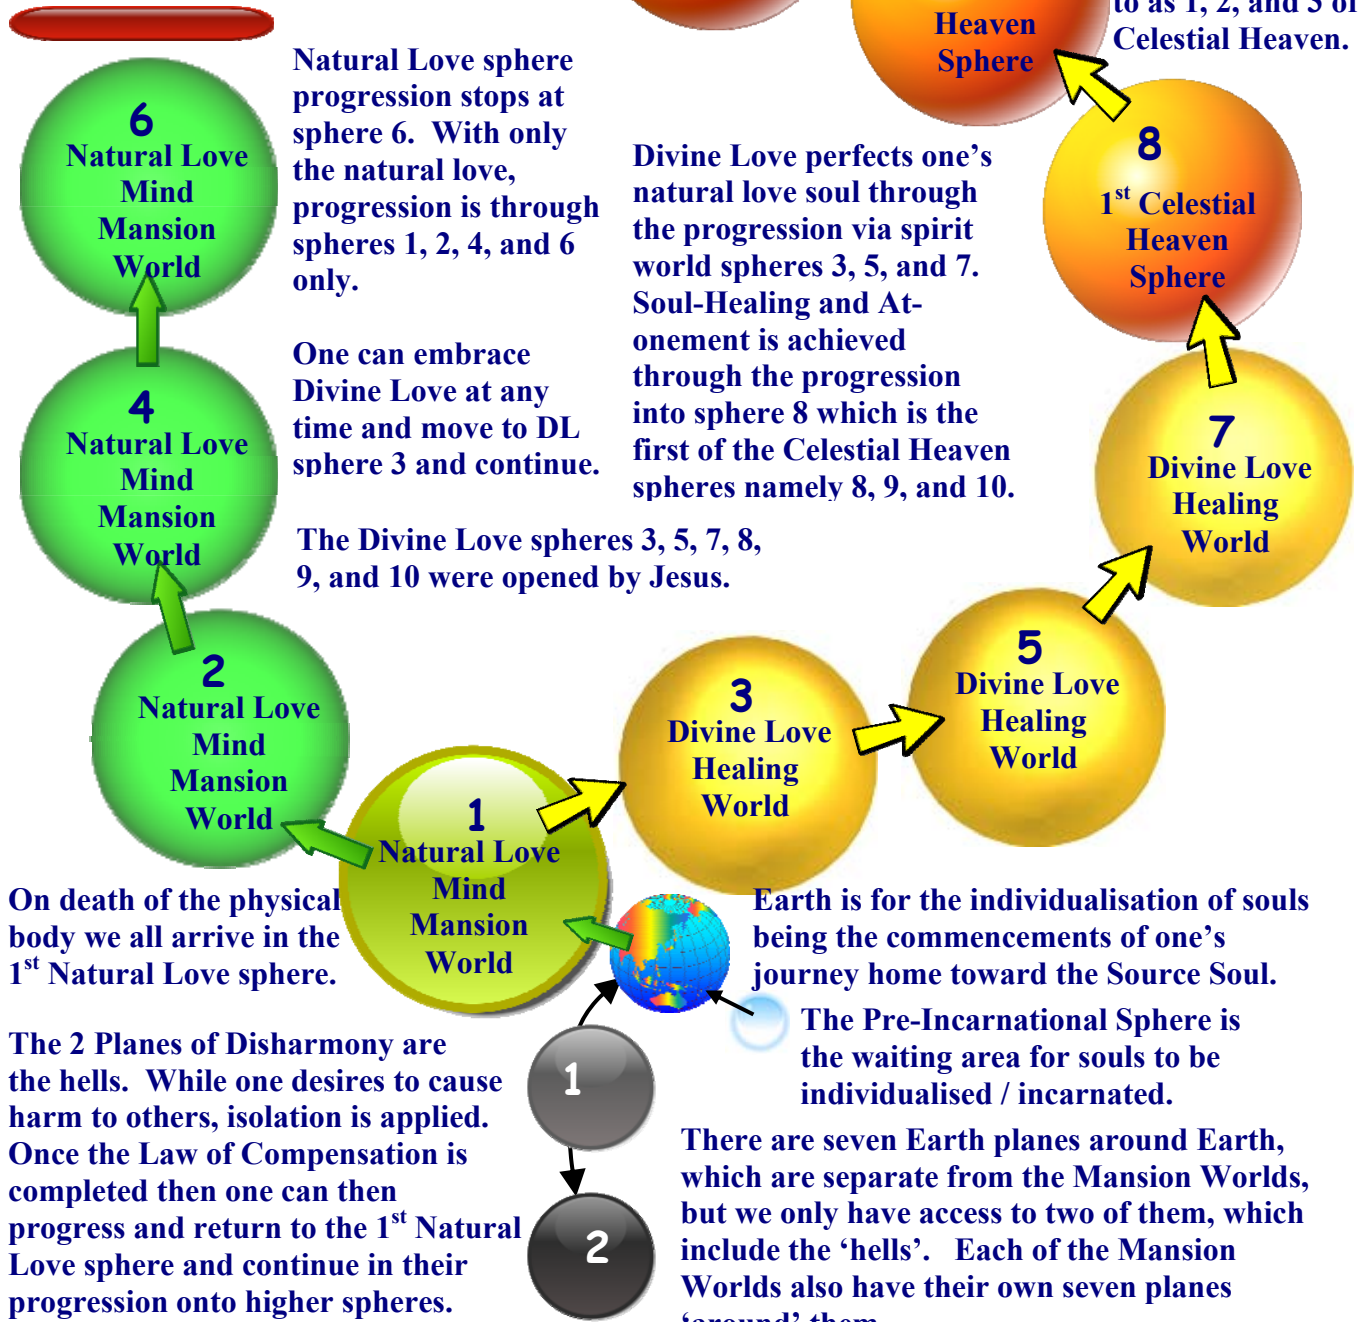 to as 1, 2, and 3 of
Celestial Heaven.
Heaven
Sphere
Natural Love sphere
progression stops at
sphere 6.  With only
the natural love,
progression is through
spheres 1, 2, 4, and 6
only.
6
Natural Love
Mind
Mansion
World
8
1st Celestial
Heaven
Sphere
Divine Love perfects one’s
natural love soul through
the progression via spirit
world spheres 3, 5, and 7.
Soul-Healing and At-
onement is achieved
through the progression
into sphere 8 which is the
first of the Celestial Heaven
spheres namely 8, 9, and 10.
One can embrace
Divine Love at any
time and move to DL
sphere 3 and continue.
4
Natural Love
Mind
Mansion
World
7
Divine Love
Healing
World
The Divine Love spheres 3, 5, 7, 8,
9, and 10 were opened by Jesus.
2
Natural Love
Mind
Mansion
World
3
Divine Love
Healing
World
5
Divine Love
Healing
World
1
Natural Love
Mind
Mansion
World
On death of the physical
body we all arrive in the
1st Natural Love sphere.
Earth is for the individualisation of souls
being the commencements of one’s
journey home toward the Source Soul.
The Pre-Incarnational Sphere is
the waiting area for souls to be
individualised / incarnated.
The 2 Planes of Disharmony are
the hells.  While one desires to cause
harm to others, isolation is applied.
Once the Law of Compensation is
completed then one can then
progress and return to the 1st Natural
Love sphere and continue in their
progression onto higher spheres.
1
2
There are seven Earth planes around Earth,
which are separate from the Mansion Worlds,
but we only have access to two of them, which
include the ‘hells’.   Each of the Mansion
Worlds also have their own seven planes
‘around’ them